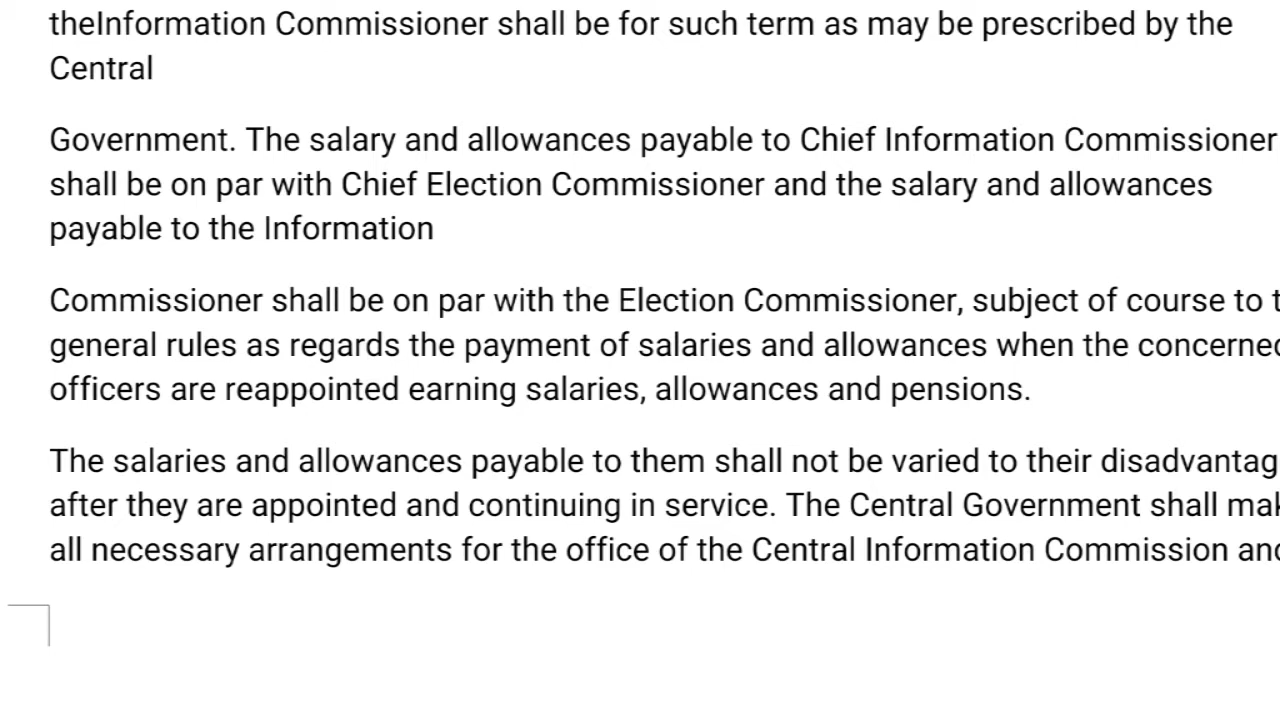 theInformation Commissioner shall be for such term as may be prescribed by the
Central
Government. The salary and allowances payable to Chief Information Commissioner
shall be on par with Chief Election Commissioner and the salary and allowances
payable to the Information
Commissioner shall be on par with the Election Commissioner, subject of course to
general rules as regards the payment of salaries and allowances when the
officers are reappointed earning salaries, allowances and pensions.
The salaries and allowances payable to them shall not be varied to their
after they are appointed and continuing in service. The Central Government shall
all necessary arrangements for the office of the Central Information Commission